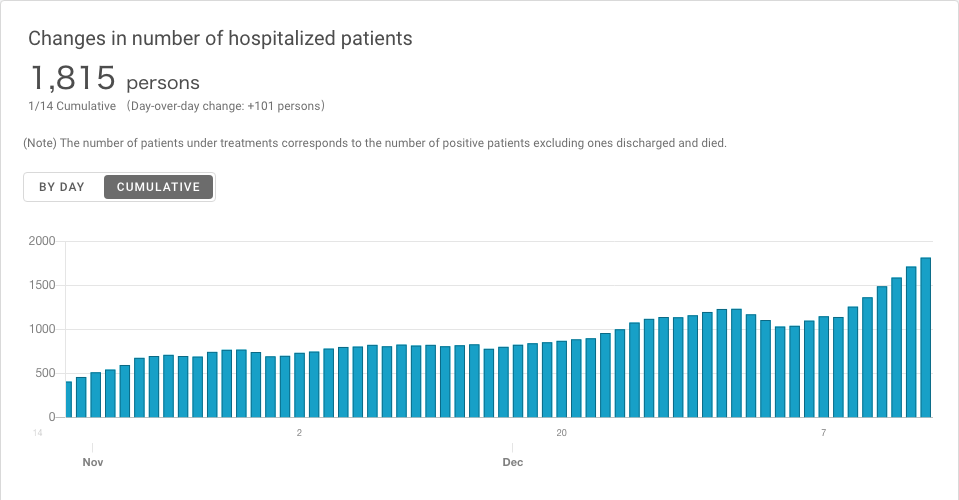 Changes in number of hospitalized patients
1,815 persons
1/14 Cumulative (Day-over-day change: +101 persons)
(Note) The number of patients under treatments corresponds to the number of positive patients excluding ones discharged and died.
BY DAY CUMULATIVE
2000
1500
1000
500
0
14 2 20 7
Nov Dec